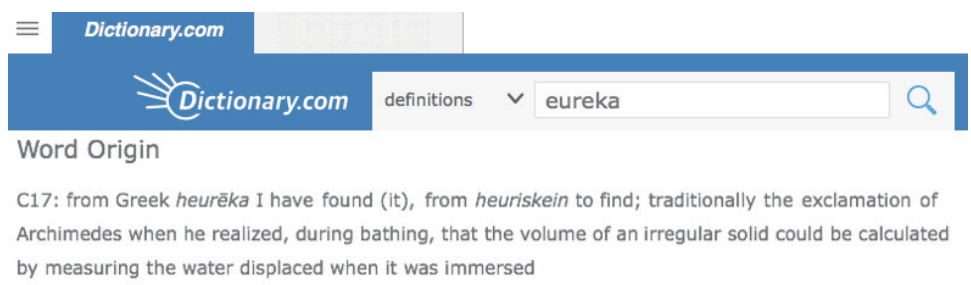 Dictionary.com
Dictionary.com definitions eureka
Word Origin
C17: from Greek heurēka I have found (it), from heuriskein to find; traditionally the exclamation of
Archimedes when he realized, during bathing, that the volume of an irregular solid could be calculated
by measuring the water displaced when it was immersed